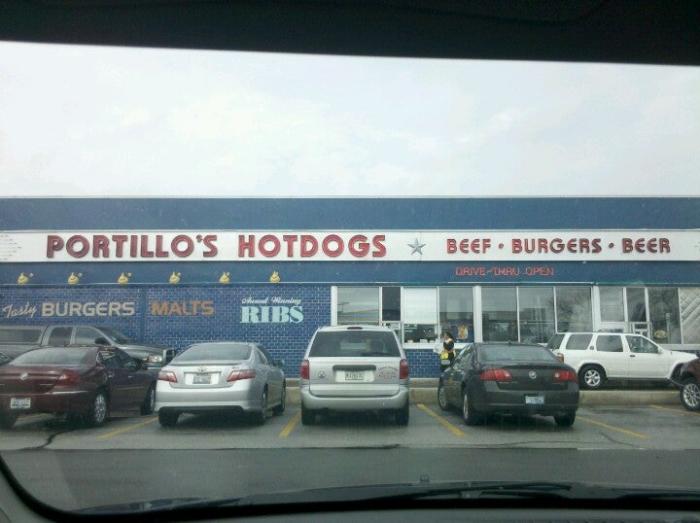 PORTILLO'S HOTDOGS ★ BEEF • BURGERS • BEER
DRIVE-THRU OPEN
Tasty BURGERS MALTS
Award Winning
RIBS